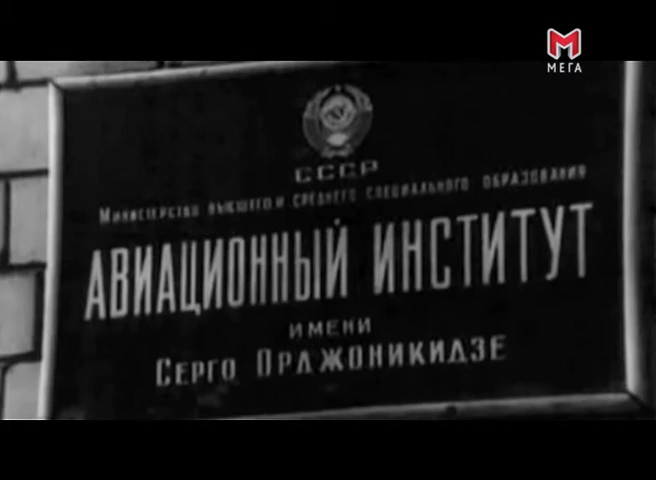 МЕГА
СССР
Министерство высшего и среднего специального образования
АВИАЦИОННЫЙ ИНСТИТУТ
ИМЕНИ
Серго Орджоникидзе